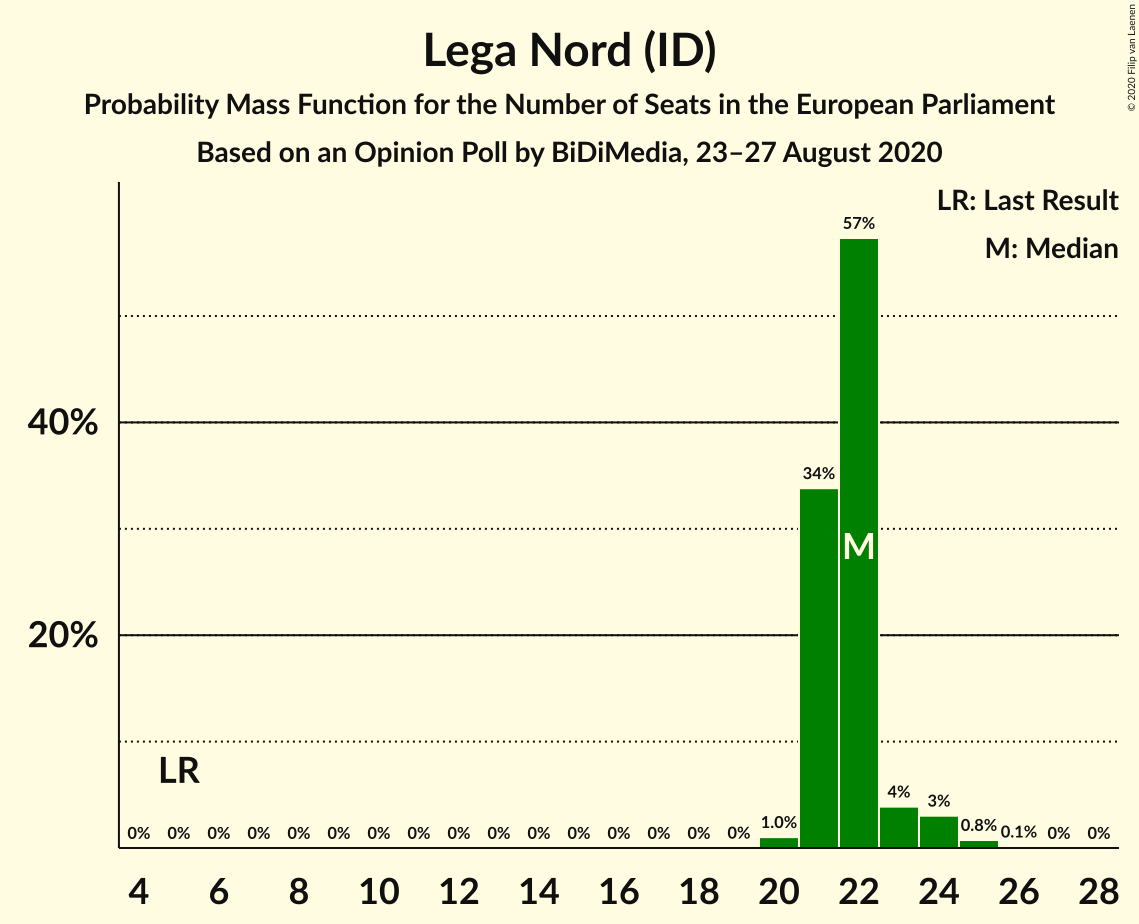 Lega Nord (ID)
Probability Mass Function for the Number of Seats in the European Parliament
Based on an Opinion Poll by BiDiMedia, 23–27 August 2020
© 2020 Filip van Laenen
LR: Last Result
M: Median
57%
40%
34%
M
20%
LR
0% 0% 0% 0% 0% 0% 0% 0% 0% 0% 0% 0% 0% 0% 0% 0% 1.0% 4% 3% 0.8% 0.1% 0% 0%
4 6 8 10 12 14 16 18 20 22 24 26 28